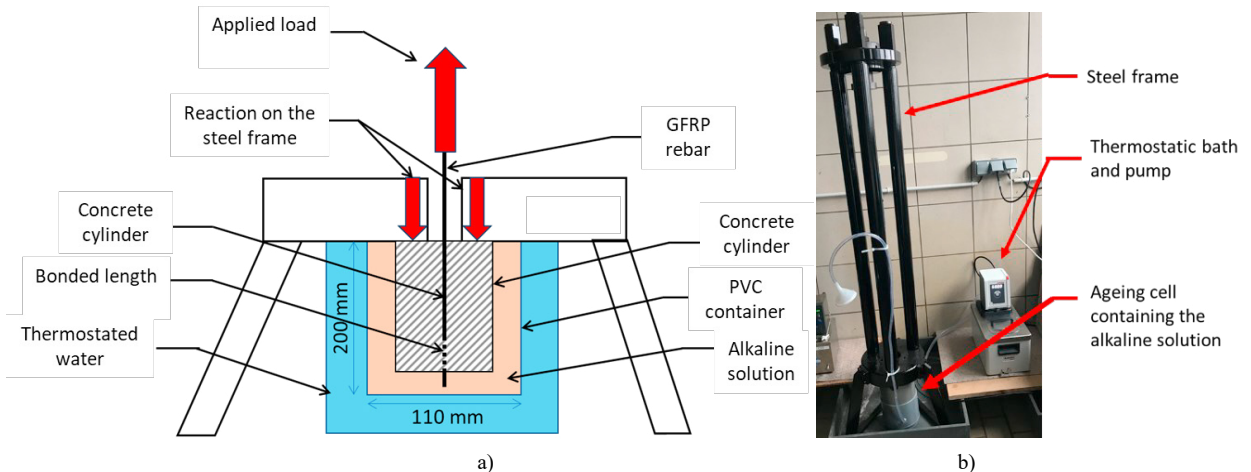 Applied load
Reaction on the
steel frame
GFRP
rebar
Concrete
cylinder
Bonded length
Thermostated
water
Concrete
cylinder
PVC
container
Alkaline
solution
200 mm
110 mm
a)
Steel frame
Thermostatic bath
and pump
Ageing cell
containing the
alkaline solution
b)